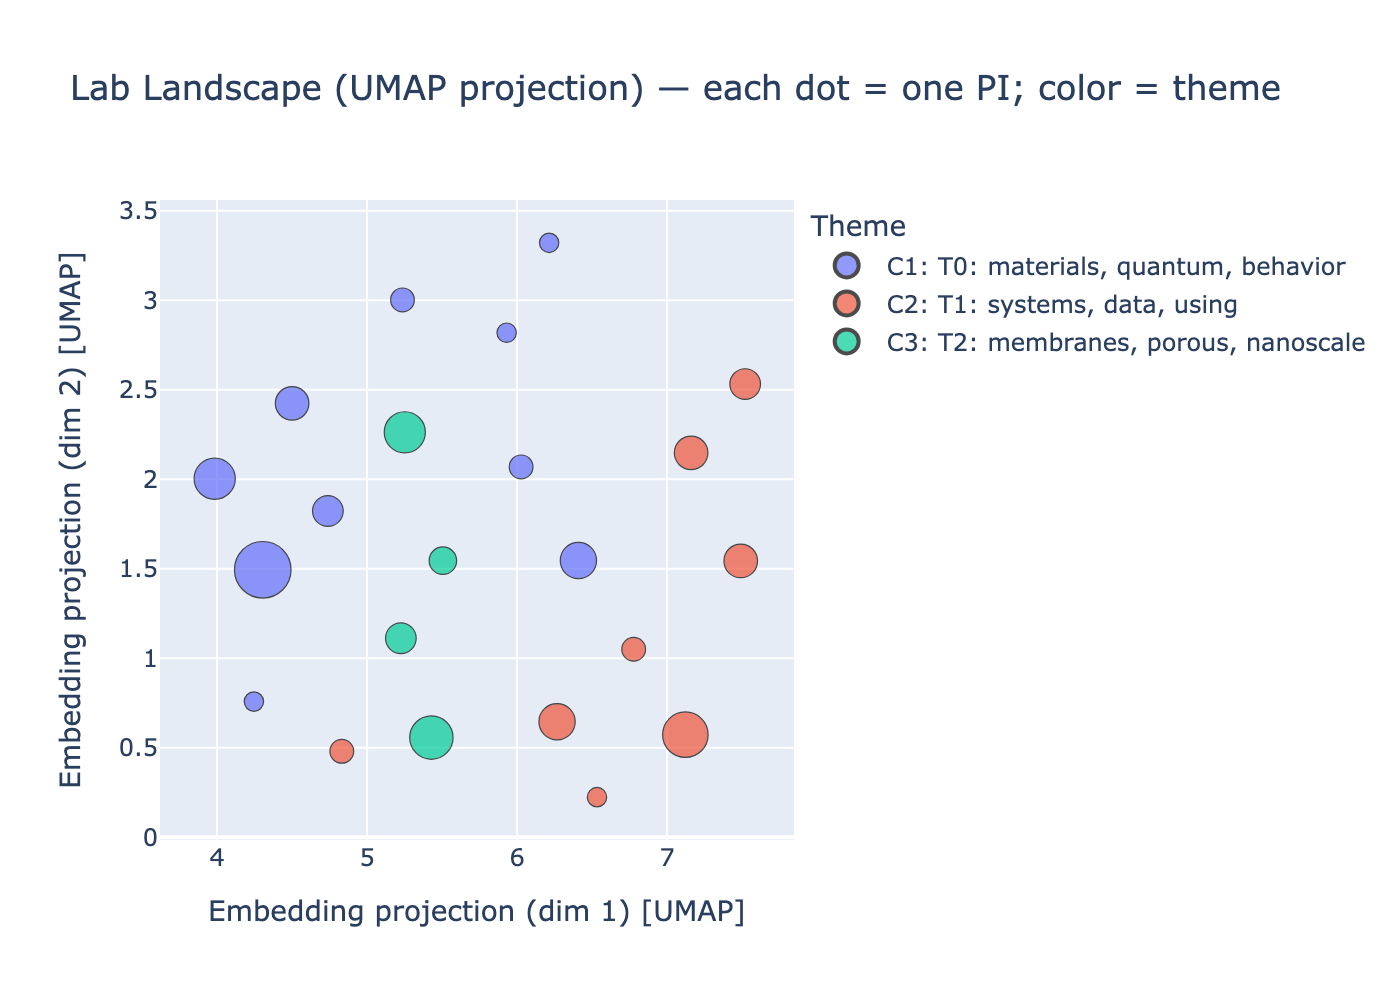 Lab Landscape (UMAP projection) — each dot = one PI; color = theme
Theme
C1: T0: materials, quantum, behavior
C2: T1: systems, data, using
C3: T2: membranes, porous, nanoscale
Embedding projection (dim 2) [UMAP]
3.5
3
2.5
2
1.5
1
0.5
0
4 5 6 7
Embedding projection (dim 1) [UMAP]